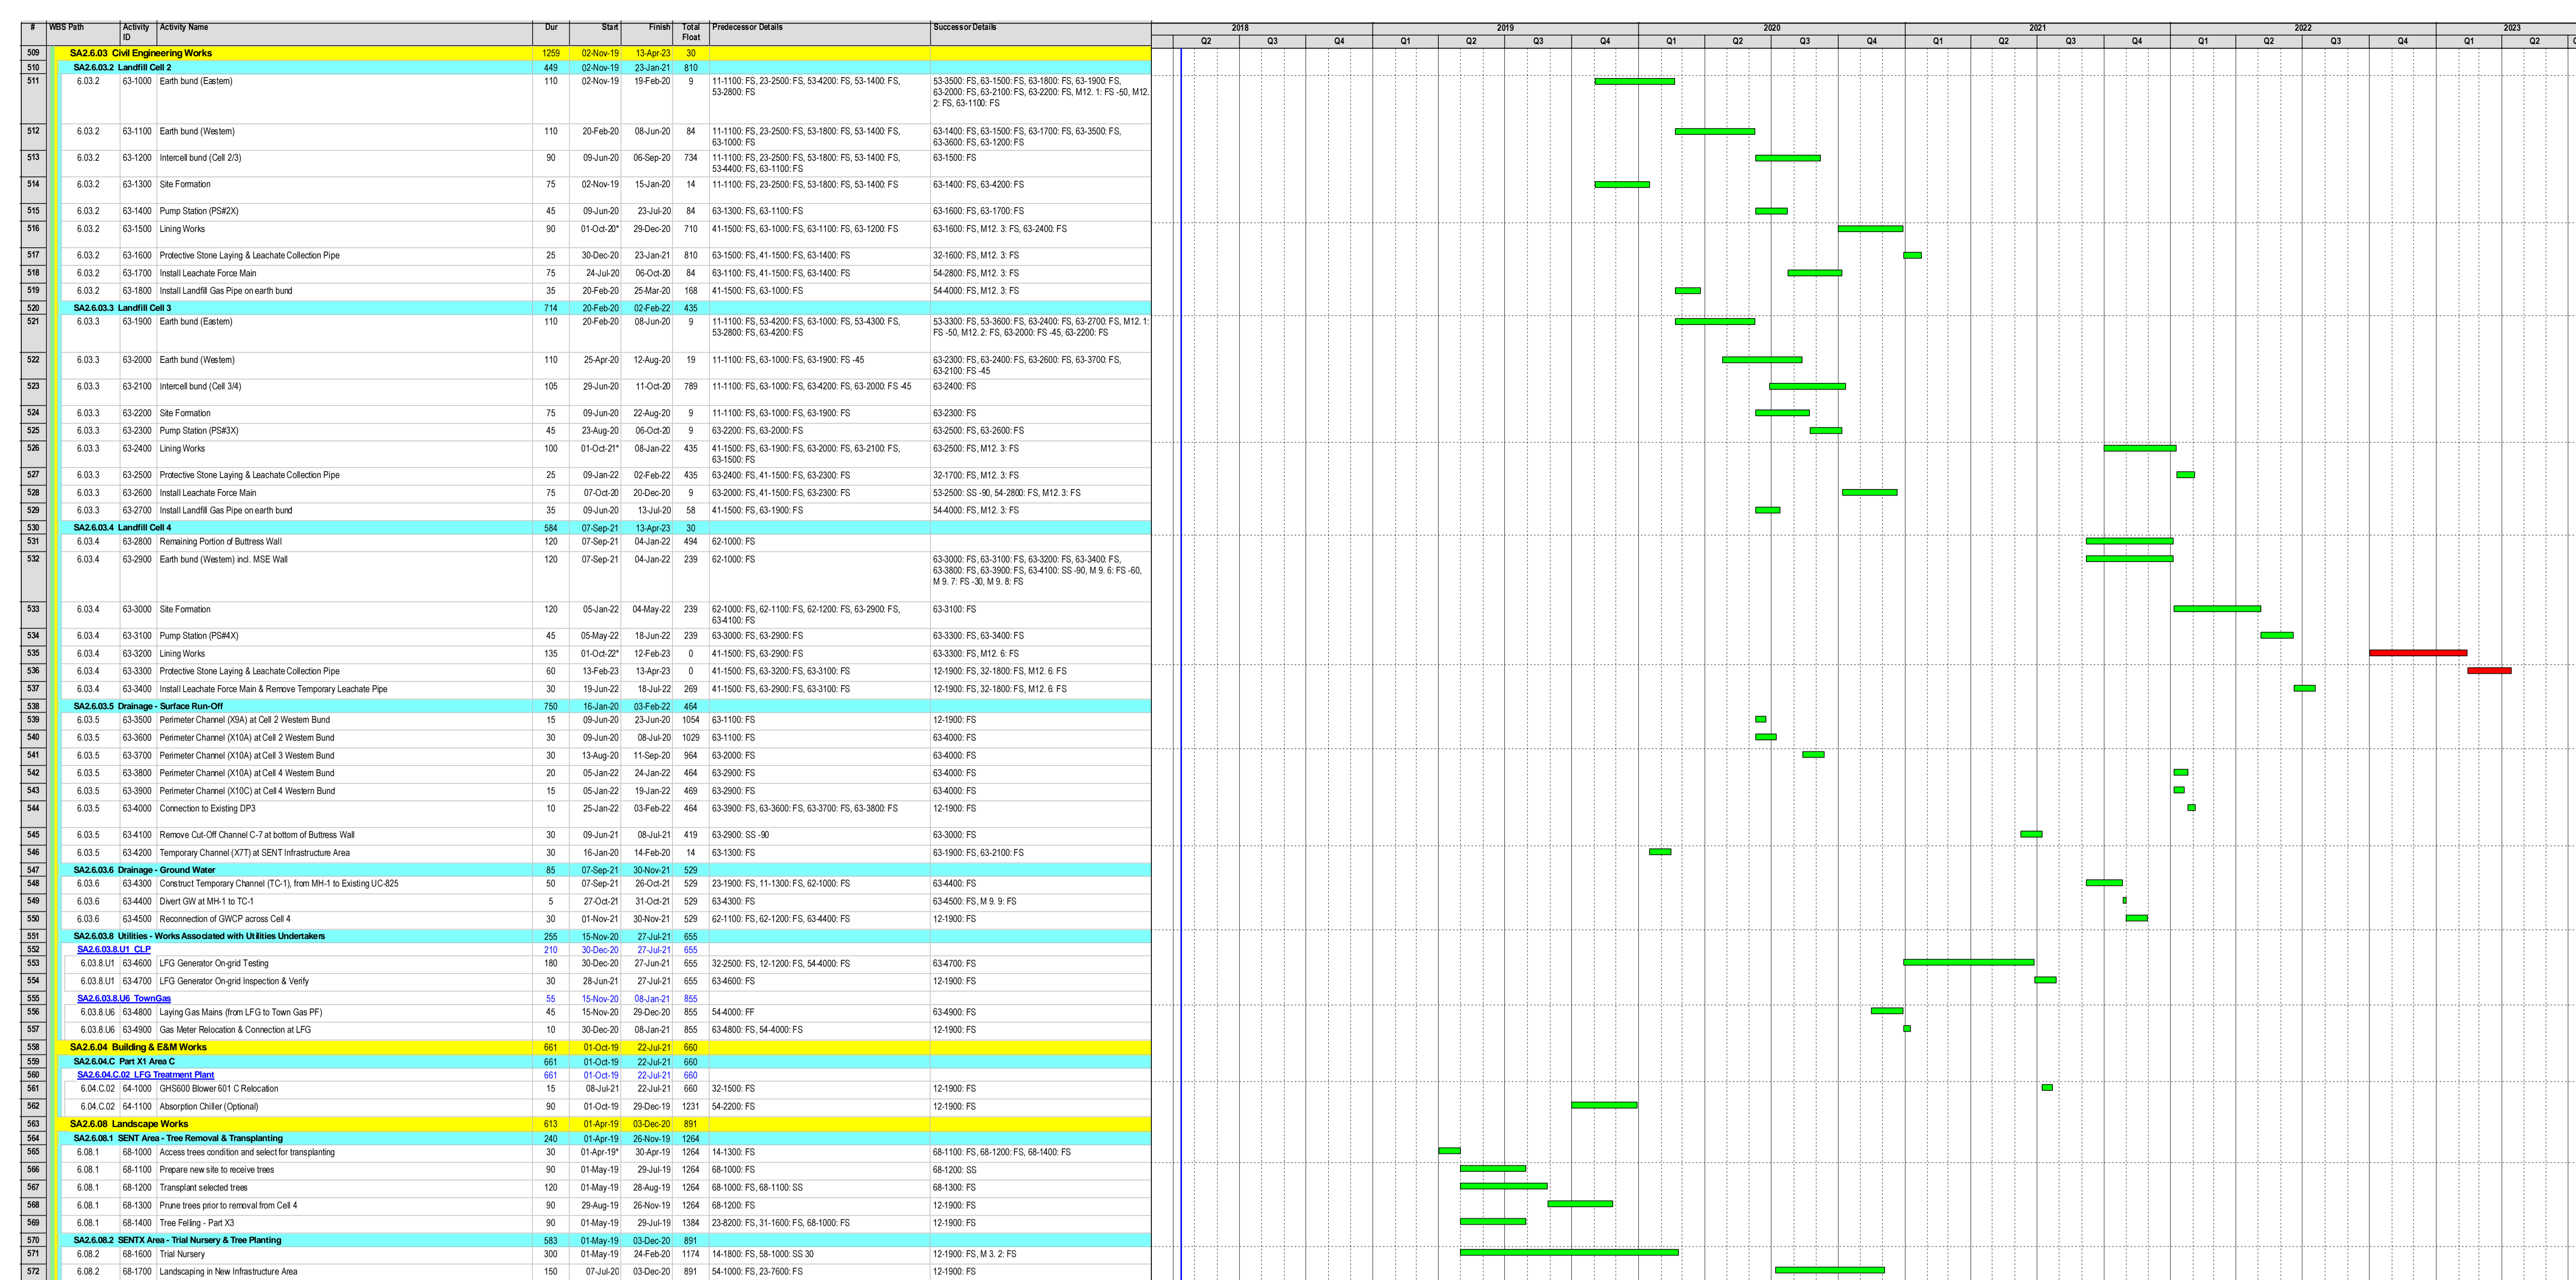 # WBS Path Activity ID Activity Name Dur Start Finish Total Float Predecessor Details Successor Details 2018 2019 2020 2021 2022 2023
Q2 Q3 Q4 Q1 Q2 Q3 Q4 Q1 Q2 Q3 Q4 Q1 Q2 Q3 Q4 Q1 Q2 Q3 Q4 Q1 Q2
509 SA2.6.03 Civil Engineering Works 1259 02-Nov-19 13-Apr-23 30
510 SA2.6.03.2 Landfill Cell 2 449 02-Nov-19 23-Jan-21 810
511 6.03.2 63-1000 Earth bund (Eastern) 110 02-Nov-19 19-Feb-20 9 11-1100: FS, 23-2500: FS, 53-4200: FS, 53-1400: FS, 53-3500: FS, 63-1500: FS, 63-1800: FS, 63-1900: FS,
53-2800: FS 63-2000: FS, 63-2100: FS, 63-2200: FS, M12. 1: FS -50, M12.
2: FS, 63-1100: FS
512 6.03.2 63-1100 Earth bund (Western) 110 20-Feb-20 08-Jun-20 84 11-1100: FS, 23-2500: FS, 53-1800: FS, 53-1400: FS, 63-1400: FS, 63-1500: FS, 63-1700: FS, 63-3500: FS,
63-1000: FS 63-3600: FS, 63-1200: FS
513 6.03.2 63-1200 Intercell bund (Cell 2/3) 90 09-Jun-20 06-Sep-20 734 11-1100: FS, 23-2500: FS, 53-1800: FS, 53-1400: FS, 63-1500: FS
53-4400: FS, 63-1100: FS
514 6.03.2 63-1300 Site Formation 75 02-Nov-19 15-Jan-20 14 11-1100: FS, 23-2500: FS, 53-1800: FS, 53-1400: FS 63-1400: FS, 63-4200: FS
515 6.03.2 63-1400 Pump Station (PS#2X) 45 09-Jun-20 23-Jul-20 84 63-1300: FS, 63-1100: FS 63-1600: FS, 63-1700: FS
516 6.03.2 63-1500 Lining Works 90 01-Oct-20* 29-Dec-20 710 41-1500: FS, 63-1000: FS, 63-1100: FS, 63-1200: FS 63-1600: FS, M12. 3: FS, 63-2400: FS
517 6.03.2 63-1600 Protective Stone Laying & Leachate Collection Pipe 25 30-Dec-20 23-Jan-21 810 63-1500: FS, 41-1500: FS, 63-1400: FS 32-1600: FS, M12. 3: FS
518 6.03.2 63-1700 Install Leachate Force Main 75 24-Jul-20 06-Oct-20 84 63-1100: FS, 41-1500: FS, 63-1400: FS 54-2800: FS, M12. 3: FS
519 6.03.2 63-1800 Install Landfill Gas Pipe on earth bund 35 20-Feb-20 25-Mar-20 168 41-1500: FS, 63-1000: FS 54-4000: FS, M12. 3: FS
520 SA2.6.03.3 Landfill Cell 3 714 20-Feb-20 02-Feb-22 435
521 6.03.3 63-1900 Earth bund (Eastern) 110 20-Feb-20 08-Jun-20 9 11-1100: FS, 53-4200: FS, 63-1000: FS, 53-4300: FS, 53-3300: FS, 53-3600: FS, 63-2400: FS, 63-2700: FS, M12. 1:
53-2800: FS, 63-4200: FS FS -50, M12. 2: FS, 63-2000: FS -45, 63-2200: FS
522 6.03.3 63-2000 Earth bund (Western) 110 25-Apr-20 12-Aug-20 19 11-1100: FS, 63-1000: FS, 63-1900: FS -45 63-2300: FS, 63-2400: FS, 63-2600: FS, 63-3700: FS,
63-2100: FS -45
523 6.03.3 63-2100 Intercell bund (Cell 3/4) 105 29-Jun-20 11-Oct-20 789 11-1100: FS, 63-1000: FS, 63-4200: FS, 63-2000: FS -45 63-2400: FS
524 6.03.3 63-2200 Site Formation 75 09-Jun-20 22-Aug-20 9 11-1100: FS, 63-1000: FS, 63-1900: FS 63-2300: FS
525 6.03.3 63-2300 Pump Station (PS#3X) 45 23-Aug-20 06-Oct-20 9 63-2200: FS, 63-2000: FS 63-2500: FS, 63-2600: FS
526 6.03.3 63-2400 Lining Works 100 01-Oct-21* 08-Jan-22 435 41-1500: FS, 63-1900: FS, 63-2000: FS, 63-2100: FS, 63-2500: FS, M12. 3: FS
63-1500: FS
527 6.03.3 63-2500 Protective Stone Laying & Leachate Collection Pipe 25 09-Jan-22 02-Feb-22 435 63-2400: FS, 41-1500: FS, 63-2300: FS 32-1700: FS, M12. 3: FS
528 6.03.3 63-2600 Install Leachate Force Main 75 07-Oct-20 20-Dec-20 9 63-2000: FS, 41-1500: FS, 63-2300: FS 53-2500: SS -90, 54-2800: FS, M12. 3: FS
529 6.03.3 63-2700 Install Landfill Gas Pipe on earth bund 35 09-Jun-20 13-Jul-20 58 41-1500: FS, 63-1900: FS 54-4000: FS, M12. 3: FS
530 SA2.6.03.4 Landfill Cell 4 584 07-Sep-21 13-Apr-23 30
531 6.03.4 63-2800 Remaining Portion of Buttress Wall 120 07-Sep-21 04-Jan-22 494 62-1000: FS
532 6.03.4 63-2900 Earth bund (Western) incl. MSE Wall 120 07-Sep-21 04-Jan-22 239 62-1000: FS 63-3000: FS, 63-3100: FS, 63-3200: FS, 63-3400: FS,
63-3800: FS, 63-3900: FS, 63-4100: SS -90, M 9. 6: FS -60,
M 9. 7: FS -30, M 9. 8: FS
533 6.03.4 63-3000 Site Formation 120 05-Jan-22 04-May-22 239 62-1000: FS, 62-1100: FS, 62-1200: FS, 63-2900: FS, 63-3100: FS
63-4100: FS
534 6.03.4 63-3100 Pump Station (PS#4X) 45 05-May-22 18-Jun-22 239 63-3000: FS, 63-2900: FS 63-3300: FS, 63-3400: FS
535 6.03.4 63-3200 Lining Works 135 01-Oct-22* 12-Feb-23 0 41-1500: FS, 63-2900: FS 63-3300: FS, M12. 6: FS
536 6.03.4 63-3300 Protective Stone Laying & Leachate Collection Pipe 60 13-Feb-23 13-Apr-23 0 41-1500: FS, 63-3200: FS, 63-3100: FS 12-1900: FS, 32-1800: FS, M12. 6: FS
537 6.03.4 63-3400 Install Leachate Force Main & Remove Temporary Leachate Pipe 30 19-Jun-22 18-Jul-22 269 41-1500: FS, 63-2900: FS, 63-3100: FS 12-1900: FS, 32-1800: FS, M12. 6: FS
538 SA2.6.03.5 Drainage - Surface Run-Off 750 16-Jan-20 03-Feb-22 464
539 6.03.5 63-3500 Perimeter Channel (X9A) at Cell 2 Western Bund 15 09-Jun-20 23-Jun-20 1054 63-1100: FS 12-1900: FS
540 6.03.5 63-3600 Perimeter Channel (X10A) at Cell 2 Western Bund 30 09-Jun-20 08-Jul-20 1029 63-1100: FS 63-4000: FS
541 6.03.5 63-3700 Perimeter Channel (X10A) at Cell 3 Western Bund 30 13-Aug-20 11-Sep-20 964 63-2000: FS 63-4000: FS
542 6.03.5 63-3800 Perimeter Channel (X10A) at Cell 4 Western Bund 20 05-Jan-22 24-Jan-22 464 63-2900: FS 63-4000: FS
543 6.03.5 63-3900 Perimeter Channel (X10C) at Cell 4 Western Bund 15 05-Jan-22 19-Jan-22 469 63-2900: FS 63-4000: FS
544 6.03.5 63-4000 Connection to Existing DP3 10 25-Jan-22 03-Feb-22 464 63-3900: FS, 63-3600: FS, 63-3700: FS, 63-3800: FS 12-1900: FS
545 6.03.5 63-4100 Remove Cut-Off Channel C-7 at bottom of Buttress Wall 30 09-Jun-21 08-Jul-21 419 63-2900: SS -90 63-3000: FS
546 6.03.5 63-4200 Temporary Channel (X7T) at SENT Infrastructure Area 30 16-Jan-20 14-Feb-20 14 63-1300: FS 63-1900: FS, 63-2100: FS
547 SA2.6.03.6 Drainage - Ground Water 85 07-Sep-21 30-Nov-21 529
548 6.03.6 63-4300 Construct Temporary Channel (TC-1), from MH-1 to Existing UC-825 50 07-Sep-21 26-Oct-21 529 23-1900: FS, 11-1300: FS, 62-1000: FS 63-4400: FS
549 6.03.6 63-4400 Divert GW at MH-1 to TC-1 5 27-Oct-21 31-Oct-21 529 63-4300: FS 63-4500: FS, M 9. 9: FS
550 6.03.6 63-4500 Reconnection of GWCP across Cell 4 30 01-Nov-21 30-Nov-21 529 62-1100: FS, 62-1200: FS, 63-4400: FS 12-1900: FS
551 SA2.6.03.8 Utilities - Works Associated with Utilities Undertakers 255 15-Nov-20 27-Jul-21 655
552 SA2.6.03.8.U1 CLP 210 30-Dec-20 27-Jul-21 655
553 6.03.8.U1 63-4600 LFG Generator On-grid Testing 180 30-Dec-20 27-Jun-21 655 32-2500: FS, 12-1200: FS, 54-4000: FS 63-4700: FS
554 6.03.8.U1 63-4700 LFG Generator On-grid Inspection & Verify 30 28-Jun-21 27-Jul-21 655 63-4600: FS 12-1900: FS
555 SA2.6.03.8.U6 TownGas 55 15-Nov-20 08-Jan-21 855
556 6.03.8.U6 63-4800 Laying Gas Mains (from LFG to Town Gas PF) 45 15-Nov-20 29-Dec-20 855 54-4000: FF 63-4900: FS
557 6.03.8.U6 63-4900 Gas Meter Relocation & Connection at LFG 10 30-Dec-20 08-Jan-21 855 63-4800: FS, 54-4000: FS 12-1900: FS
558 SA2.6.04 Building & E&M Works 661 01-Oct-19 22-Jul-21 660
559 SA2.6.04.C Part X1 Area C 661 01-Oct-19 22-Jul-21 660
560 SA2.6.04.C.02 LFG Treatment Plant 661 01-Oct-19 22-Jul-21 660
561 6.04.C.02 64-1000 GHS600 Blower 601 C Relocation 15 08-Jul-21 22-Jul-21 660 32-1500: FS 12-1900: FS
562 6.04.C.02 64-1100 Absorption Chiller (Optional) 90 01-Oct-19 29-Dec-19 1231 54-2200: FS 12-1900: FS
563 SA2.6.08 Landscape Works 613 01-Apr-19 03-Dec-20 891
564 SA2.6.08.1 SENT Area - Tree Removal & Transplanting 240 01-Apr-19 26-Nov-19 1264
565 6.08.1 68-1000 Access trees condition and select for transplanting 30 01-Apr-19* 30-Apr-19 1264 14-1300: FS 68-1100: FS, 68-1200: FS, 68-1400: FS
566 6.08.1 68-1100 Prepare new site to receive trees 90 01-May-19 29-Jul-19 1264 68-1000: FS 68-1200: SS
567 6.08.1 68-1200 Transplant selected trees 120 01-May-19 28-Aug-19 1264 68-1000: FS, 68-1100: SS 68-1300: FS
568 6.08.1 68-1300 Prune trees prior to removal from Cell 4 90 29-Aug-19 26-Nov-19 1264 68-1200: FS 12-1900: FS
569 6.08.1 68-1400 Tree Felling - Part X3 90 01-May-19 29-Jul-19 1384 23-8200: FS, 31-1600: FS, 68-1000: FS 12-1900: FS
570 SA2.6.08.2 SENTX Area - Trial Nursery & Tree Planting 583 01-May-19 03-Dec-20 891
571 6.08.2 68-1600 Trial Nursery 300 01-May-19 24-Feb-20 1174 14-1800: FS, 58-1000: SS 30 12-1900: FS, M 3. 2: FS
572 6.08.2 68-1700 Landscaping in New Infrastructure Area 150 07-Jul-20 03-Dec-20 891 54-1000: FS, 23-7600: FS 12-1900: FS